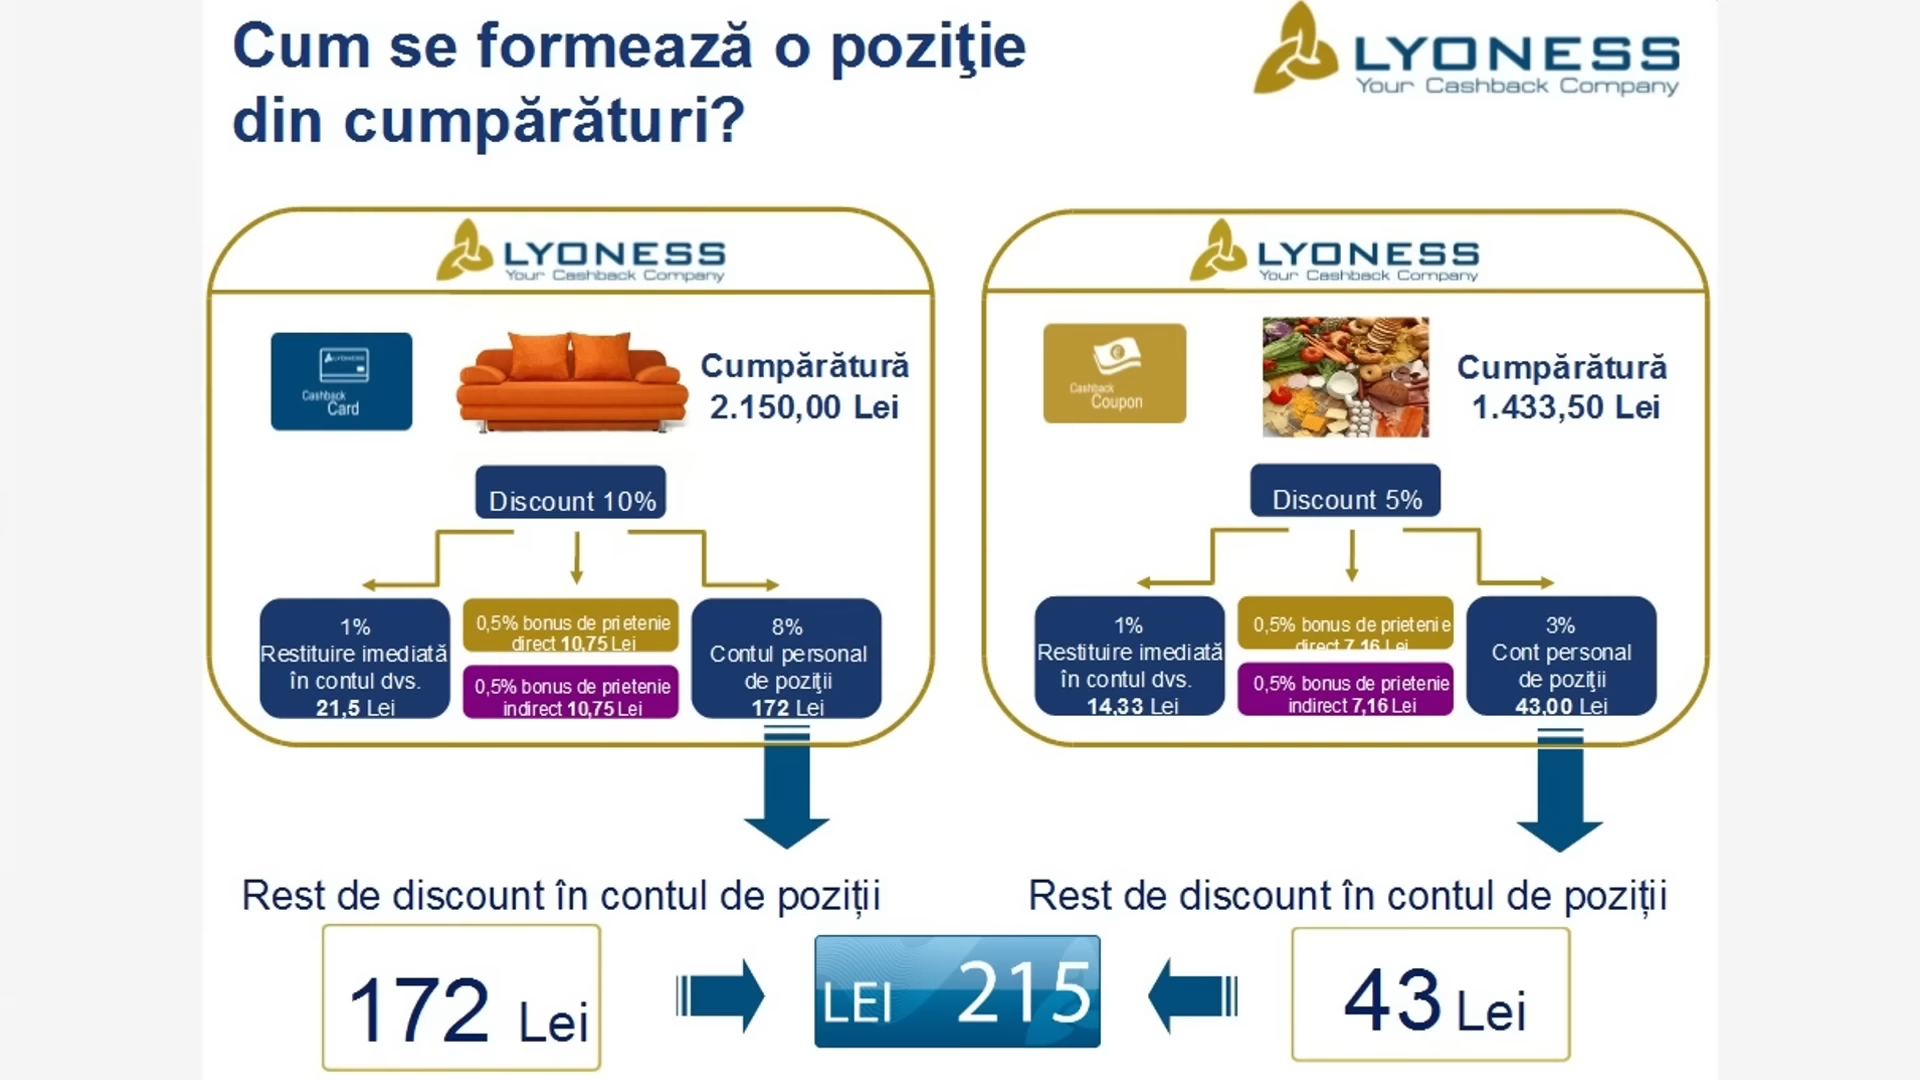 Cum se formează o poziţie
din cumpărături?
LYONESS
Your Cashback Company
LYONESS
Your Cashback Company
LYONESS
Cashback
Card
Cumpărătură
2.150,00 Lei
Discount 10%
1%
Restituire imediată
în contul dvs.
21,5 Lei
0,5% bonus de prietenie
direct 10,75 Lei
0,5% bonus de prietenie
indirect 10,75 Lei
8%
Contul personal
de poziţii
172 Lei
LYONESS
Your Cashback Company
Cashback
Coupon
Cumpărătură
1.433,50 Lei
Discount 5%
1%
Restituire imediată
în contul dvs.
14,33 Lei
0,5% bonus de prietenie
direct 7,16 Lei
0,5% bonus de prietenie
indirect 7,16 Lei
3%
Cont personal
de poziţii
43,00 Lei
Rest de discount în contul de poziții
172 Lei
LEI 215
Rest de discount în contul de poziții
43 Lei